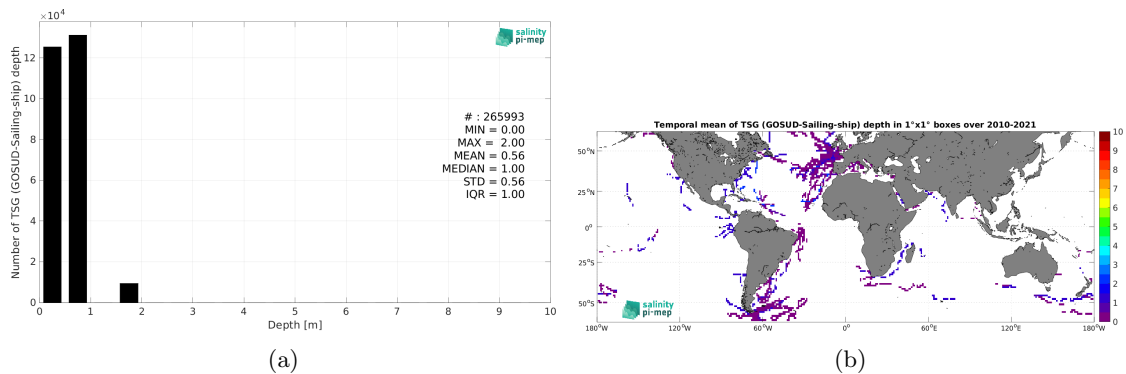 ×10⁴
12
10
8
6
4
2
0
Number of TSG (GOSUD-Sailing-ship) depth
salinity
pi-mep
# : 265993
MIN = 0.00
MAX = 2.00
MEAN = 0.56
MEDIAN = 1.00
STD = 0.56
IQR = 1.00
0 1 2 3 4 5 6 7 8 9 10
Depth [m]
(a)
Temporal mean of TSG (GOSUD-Sailing-ship) depth in 1°x1° boxes over 2010-2021
50°N
25°N
0°
25°S
50°S
salinity
pi-mep
180°W 120°W 60°W 0° 60°E 120°E 180°E
10
9
8
7
6
5
4
3
2
1
0
(b)